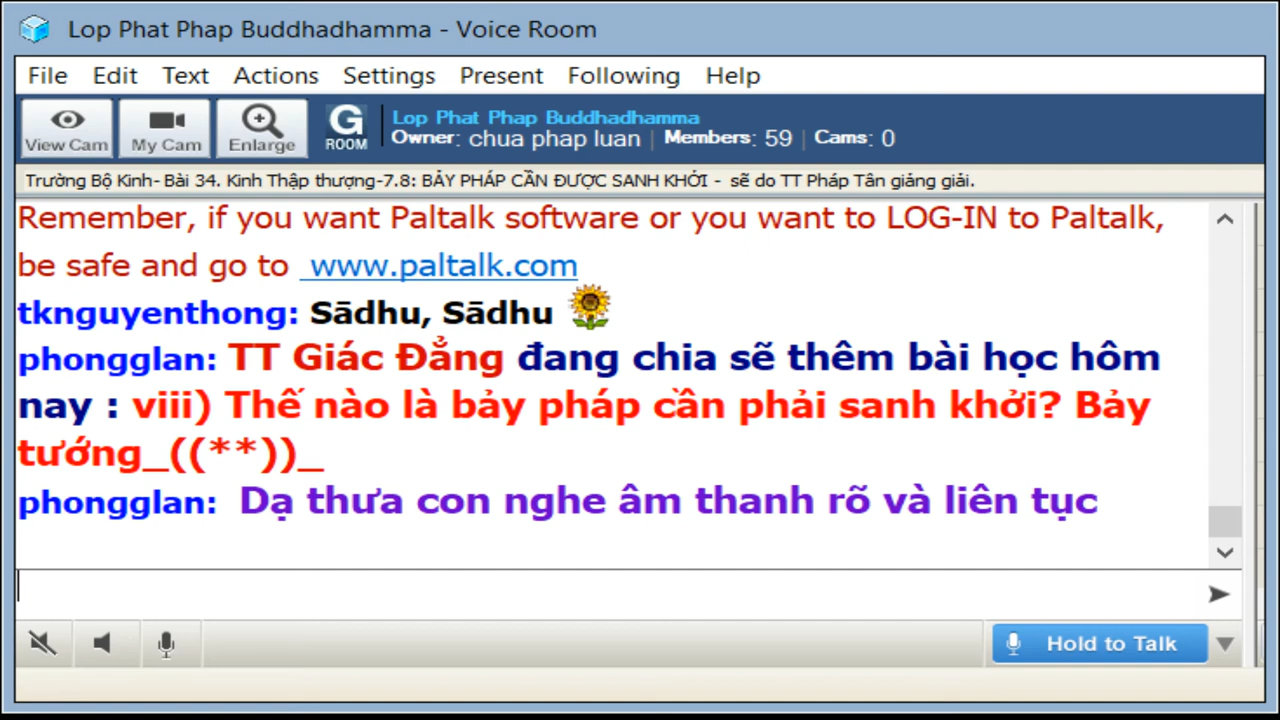 Lop Phat Phap Buddhadhamma - Voice Room
File Edit Text Actions Settings Present Following Help
View Cam My Cam Enlarge G ROOM
Lop Phat Phap Buddhadhamma
Owner: chua phap luan | Members: 59 | Cams: 0
Trường Bộ Kinh- Bài 34. Kinh Thập thượng-7.8: BẢY PHÁP CẦN ĐƯỢC SANH KHỞI - sẽ do TT Pháp Tân giảng giải.
Remember, if you want Paltalk software or you want to LOG-IN to Paltalk,
be safe and go to www.paltalk.com
tknguyenthong: Sādhu, Sādhu
phongglan: TT Giác Đẳng đang chia sẽ thêm bài học hôm
nay : viii) Thế nào là bảy pháp cần phải sanh khởi? Bảy
tướng_((**))_
phongglan: Dạ thưa con nghe âm thanh rõ và liên tục
Hold to Talk